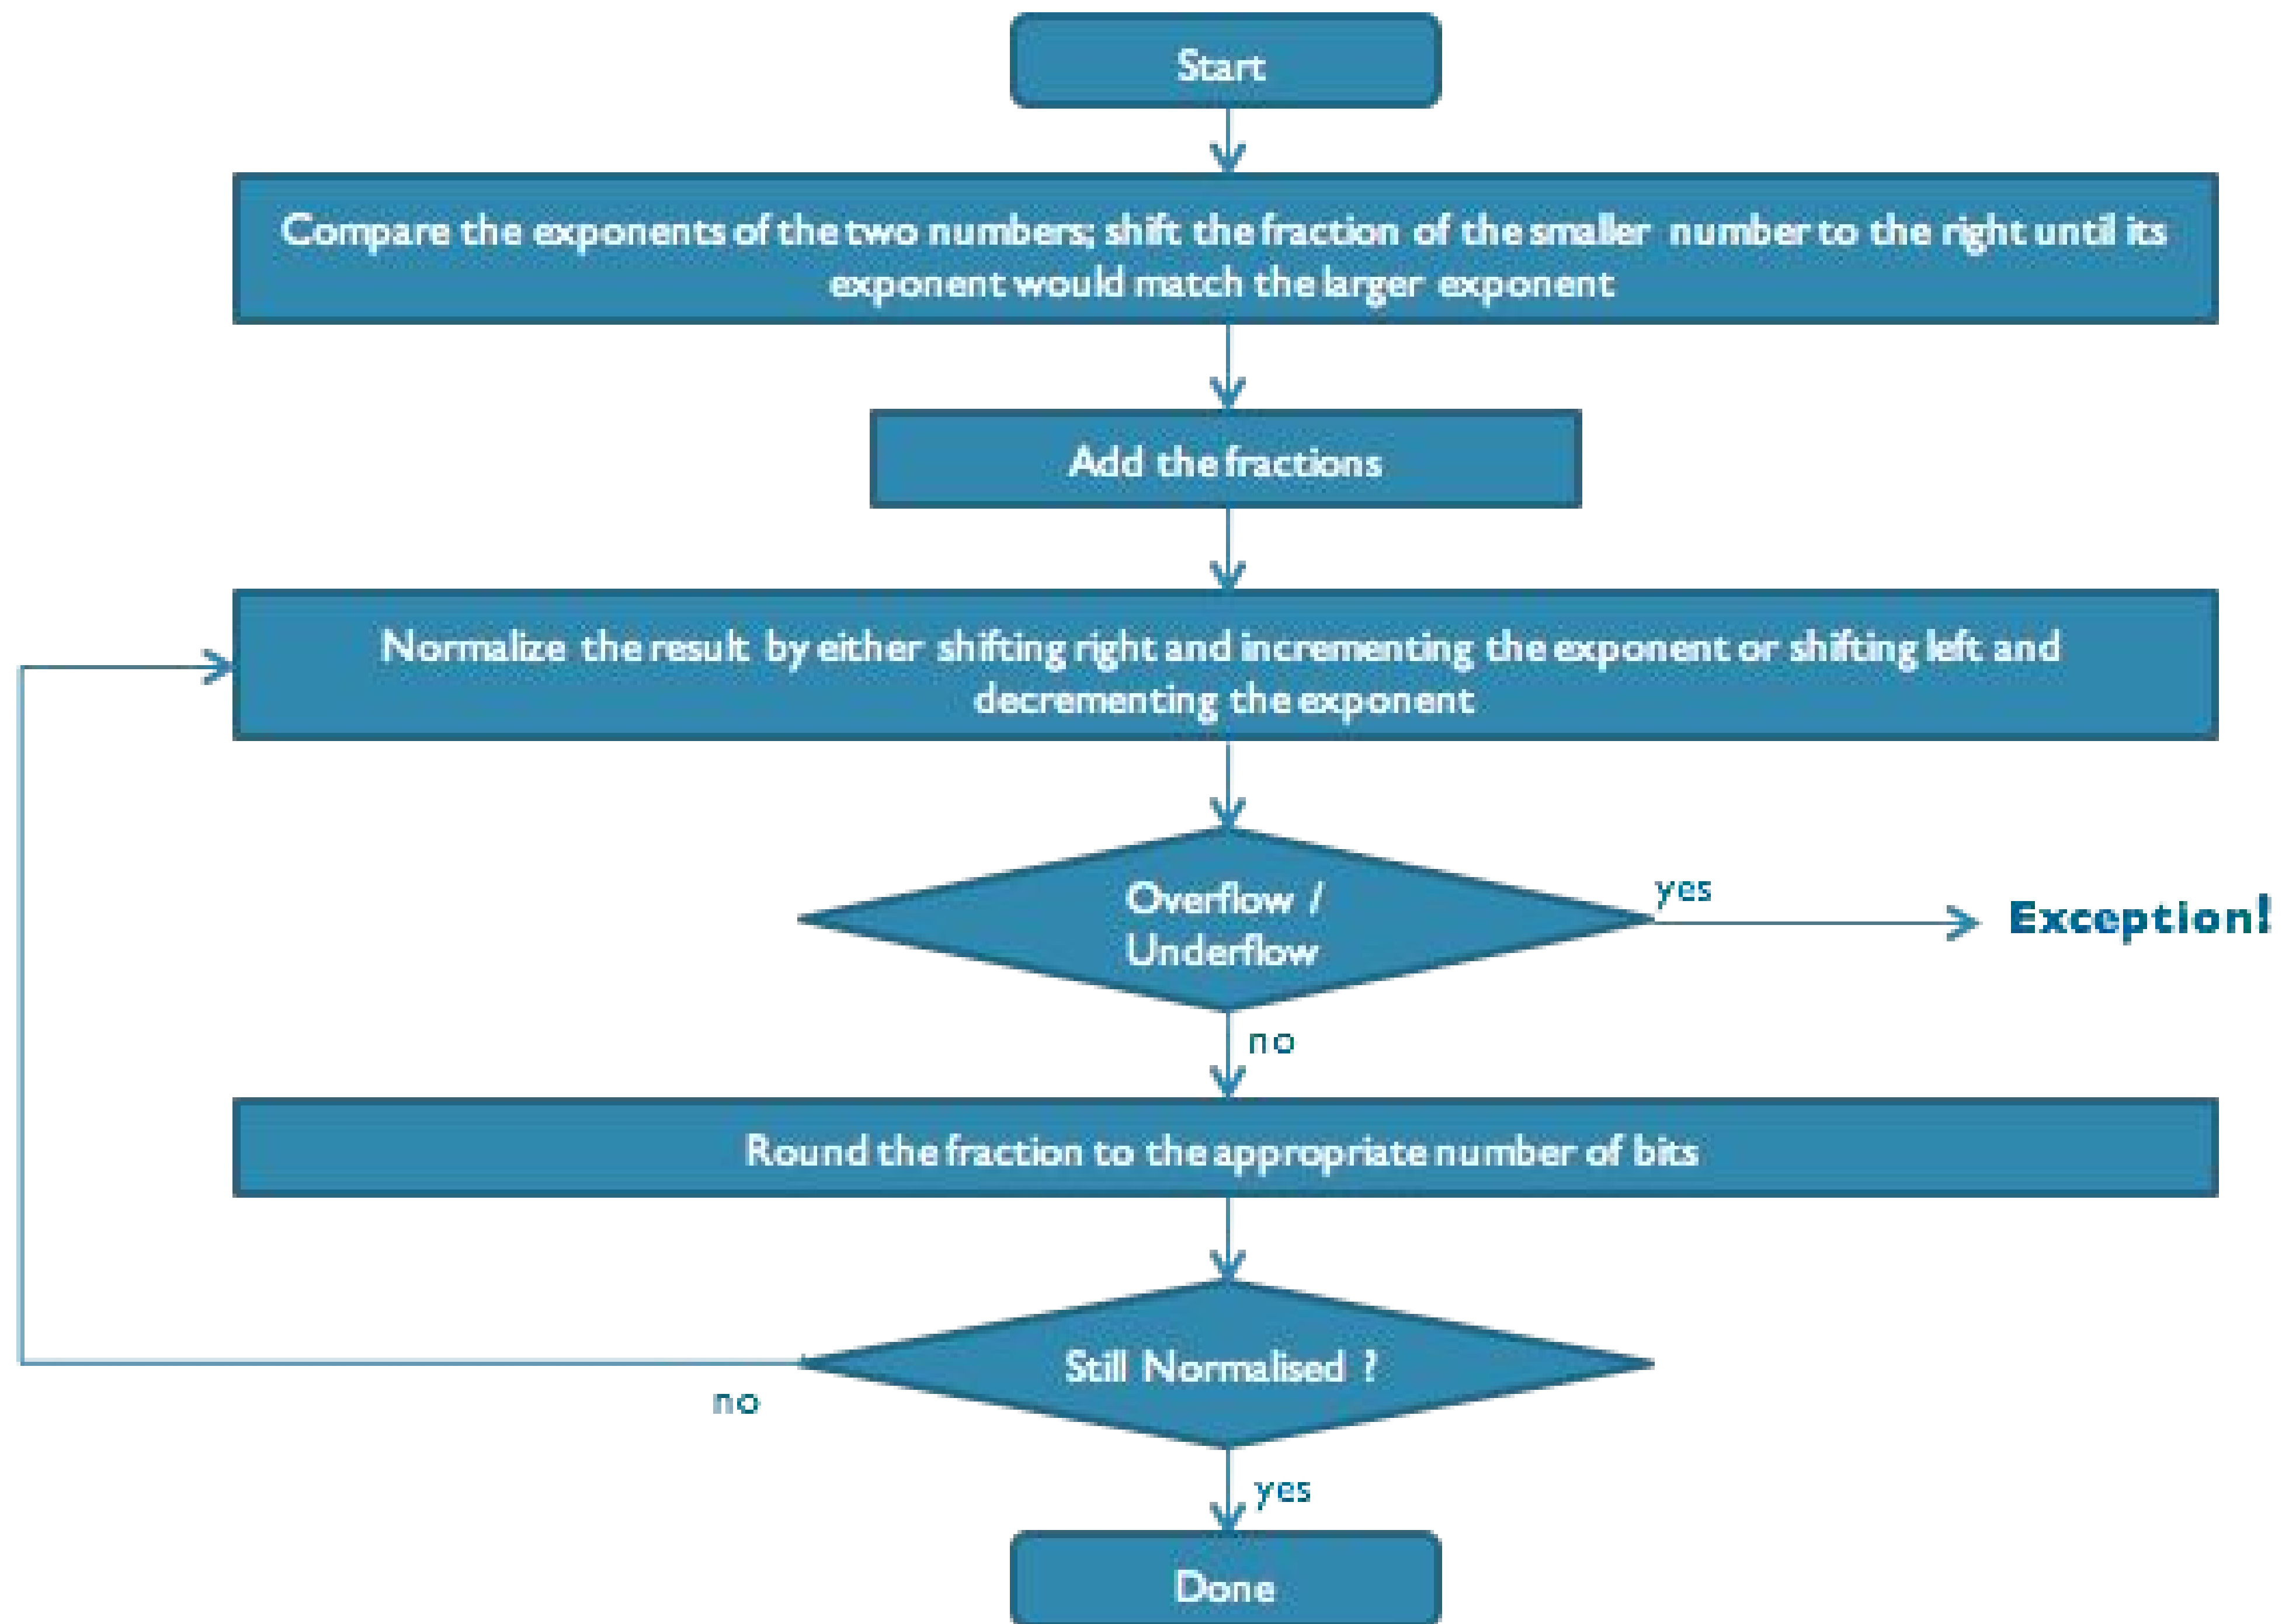 Start
Compare the exponents of the two numbers; shift the fraction of the smaller number to the right until its
exponent would match the larger exponent
Add the fractions
Normalize the result by either shifting right and incrementing the exponent or shifting left and
decrementing the exponent
Overflow /
Underflow
yes
Exception!
no
Round the fraction to the appropriate number of bits
Still Normalised ?
no
yes
Done